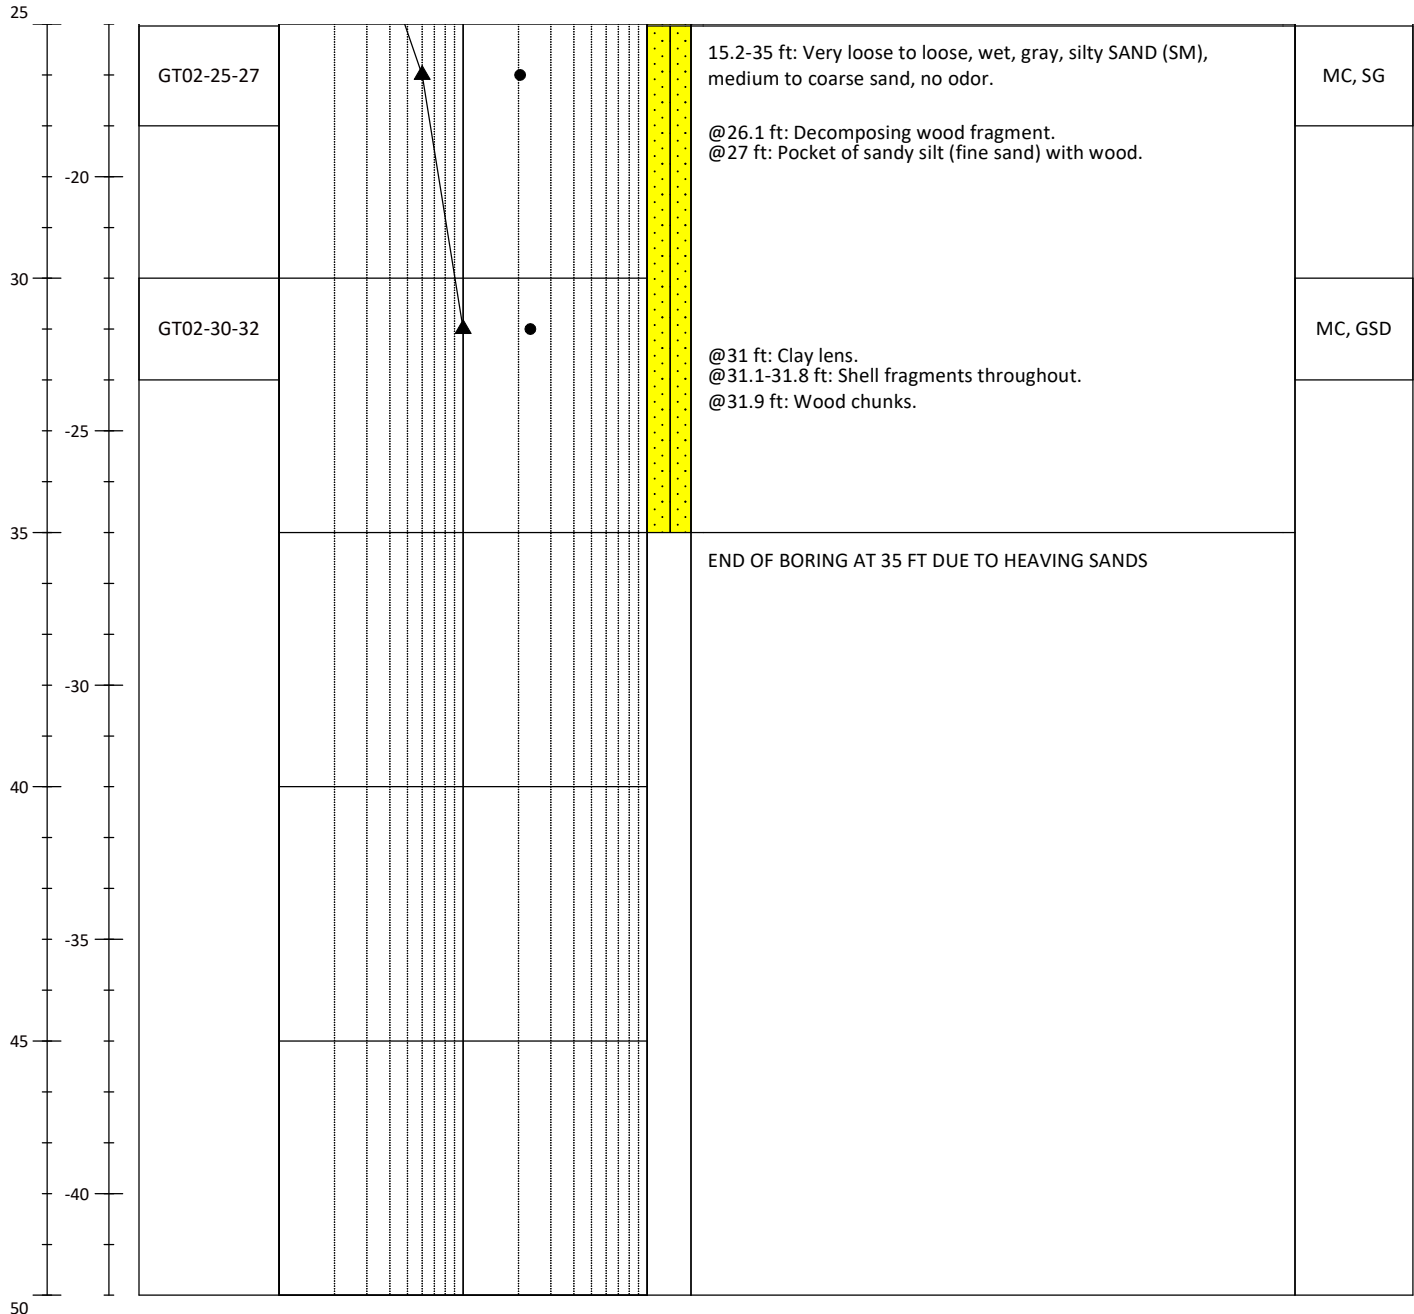 25
GT02-25-27
15.2-35 ft: Very loose to loose, wet, gray, silty SAND (SM),
medium to coarse sand, no odor.
MC, SG
@26.1 ft: Decomposing wood fragment.
@27 ft: Pocket of sandy silt (fine sand) with wood.
-20
30
GT02-30-32
MC, GSD
@31 ft: Clay lens.
@31.1-31.8 ft: Shell fragments throughout.
@31.9 ft: Wood chunks.
-25
35
END OF BORING AT 35 FT DUE TO HEAVING SANDS
-30
40
-35
45
-40
50